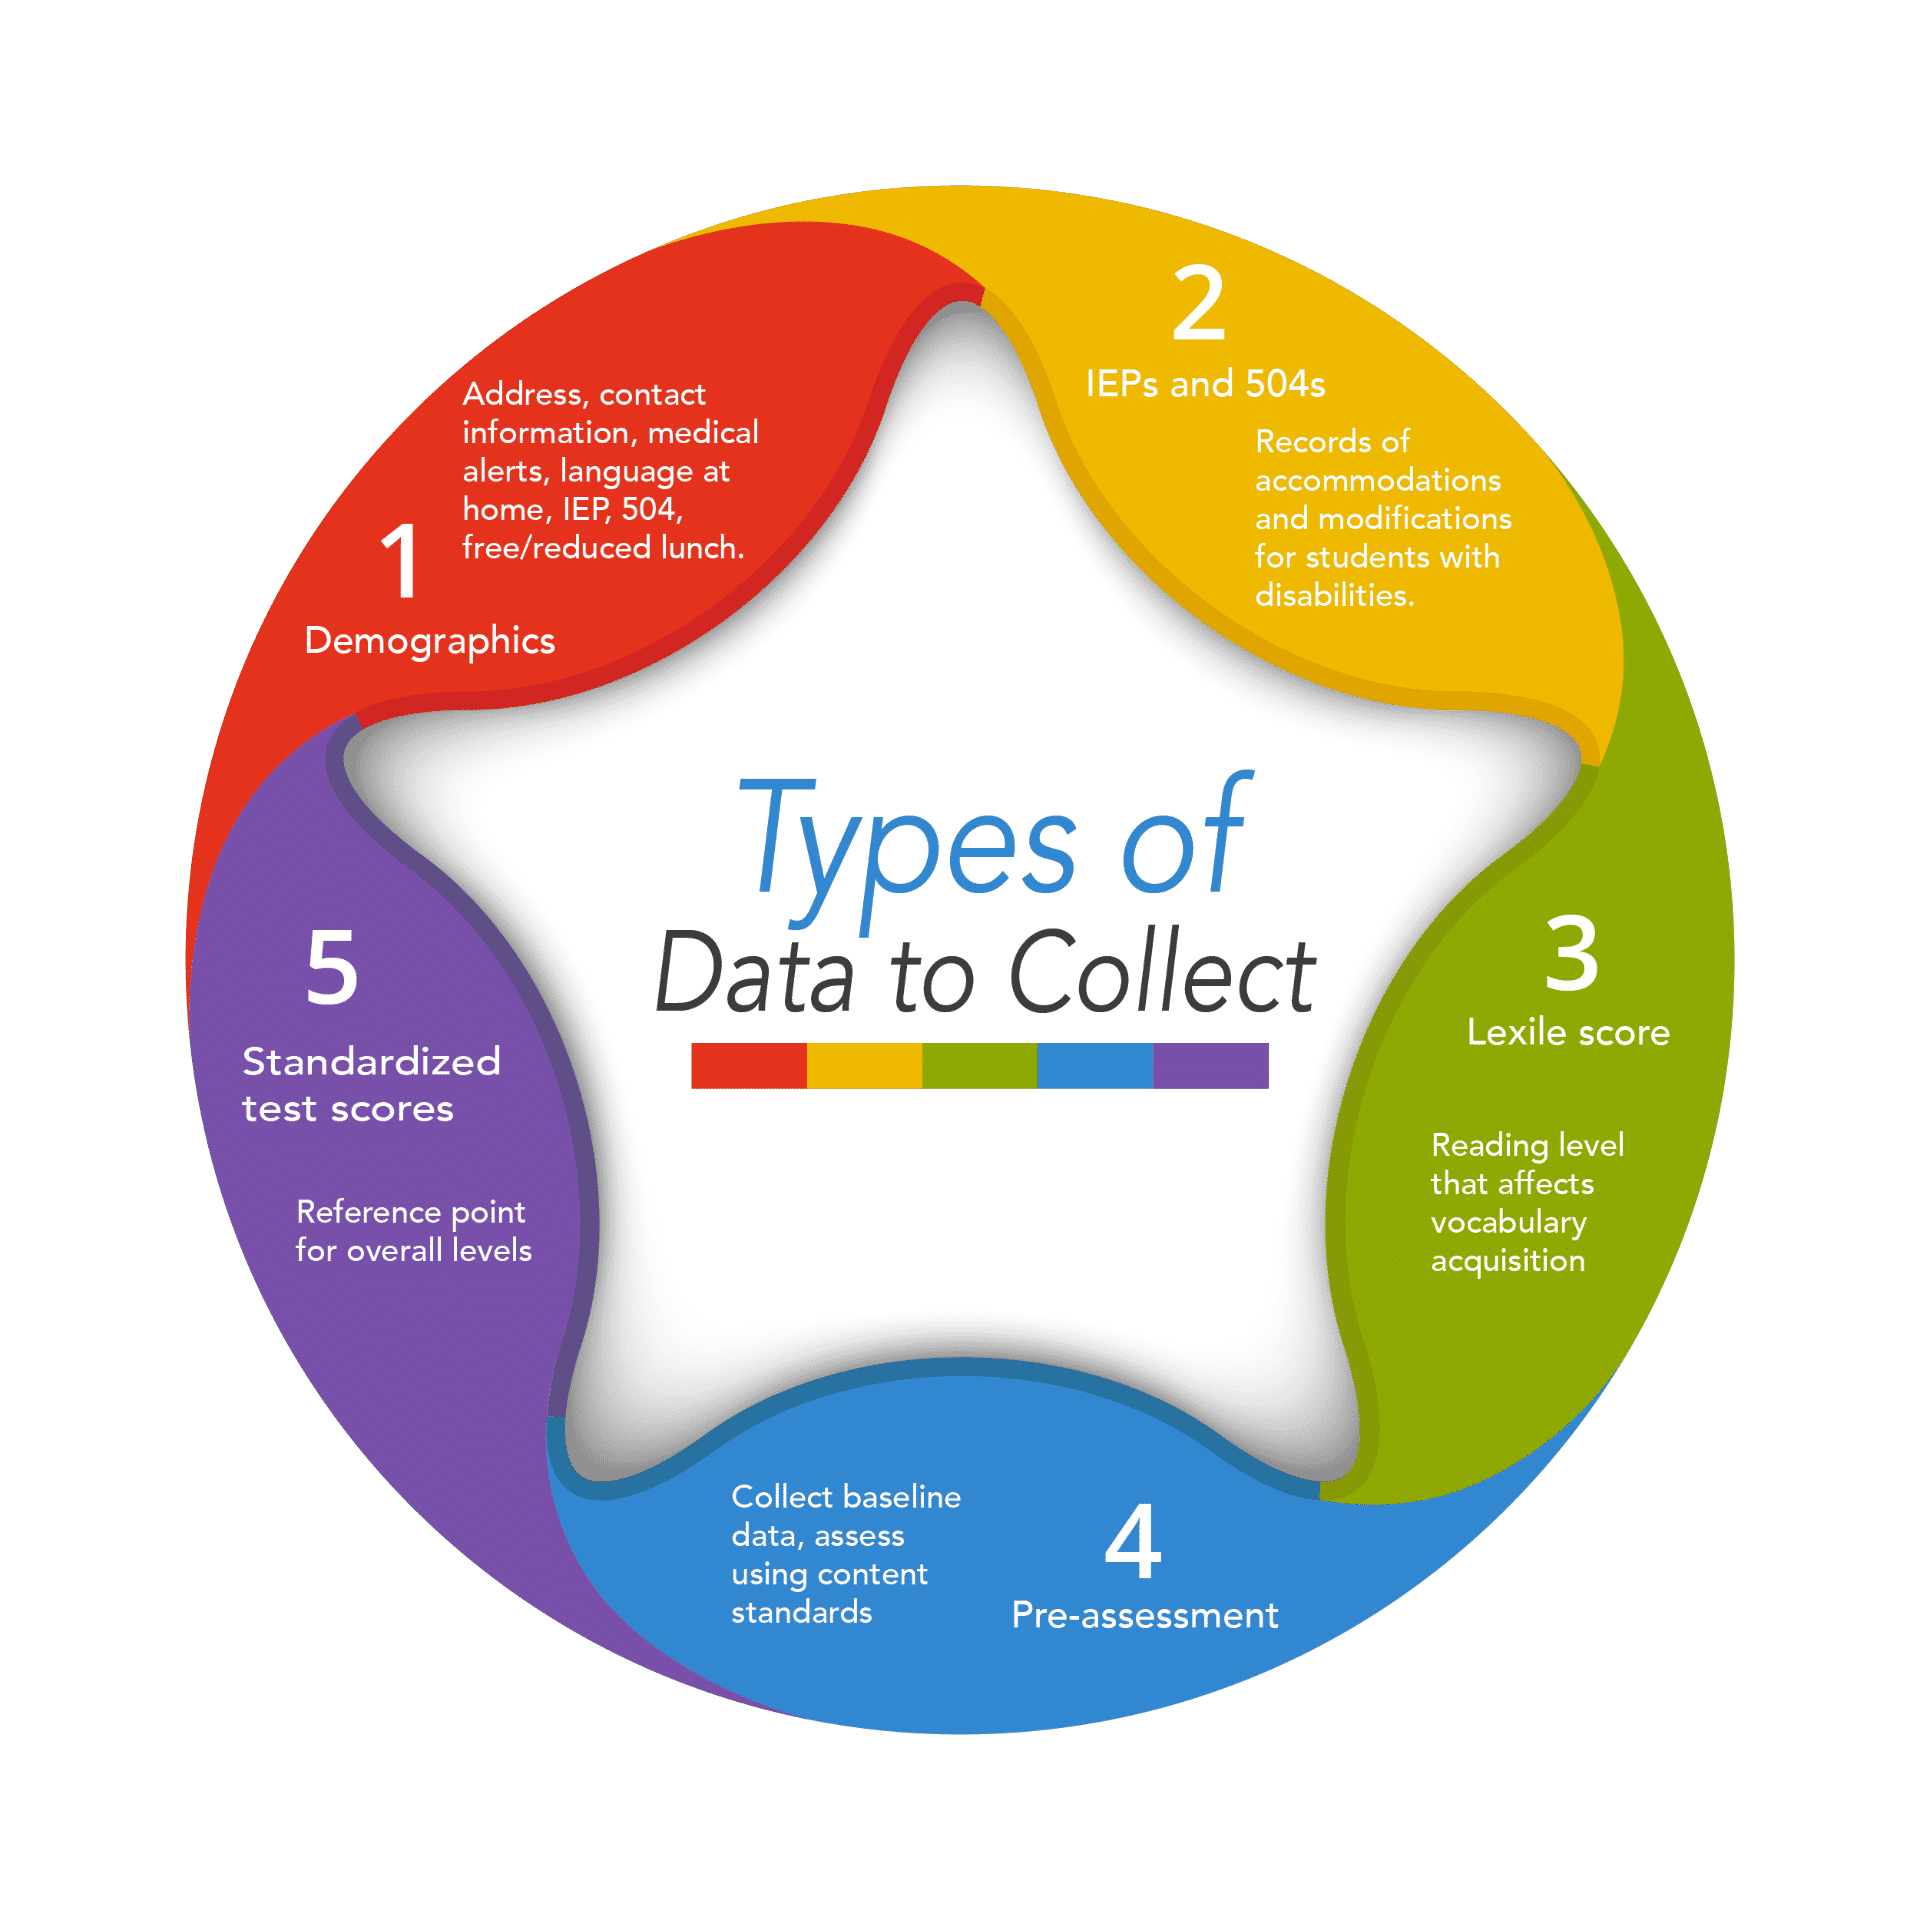 Types of
Data to Collect
1
Demographics
Address, contact
information, medical
alerts, language at
home, IEP, 504,
free/reduced lunch.
2
IEPs and 504s
Records of
accommodations
and modifications
for students with
disabilities.
3
Lexile score
Reading level
that affects
vocabulary
acquisition
4
Pre-assessment
Collect baseline
data, assess
using content
standards
5
Standardized
test scores
Reference point
for overall levels